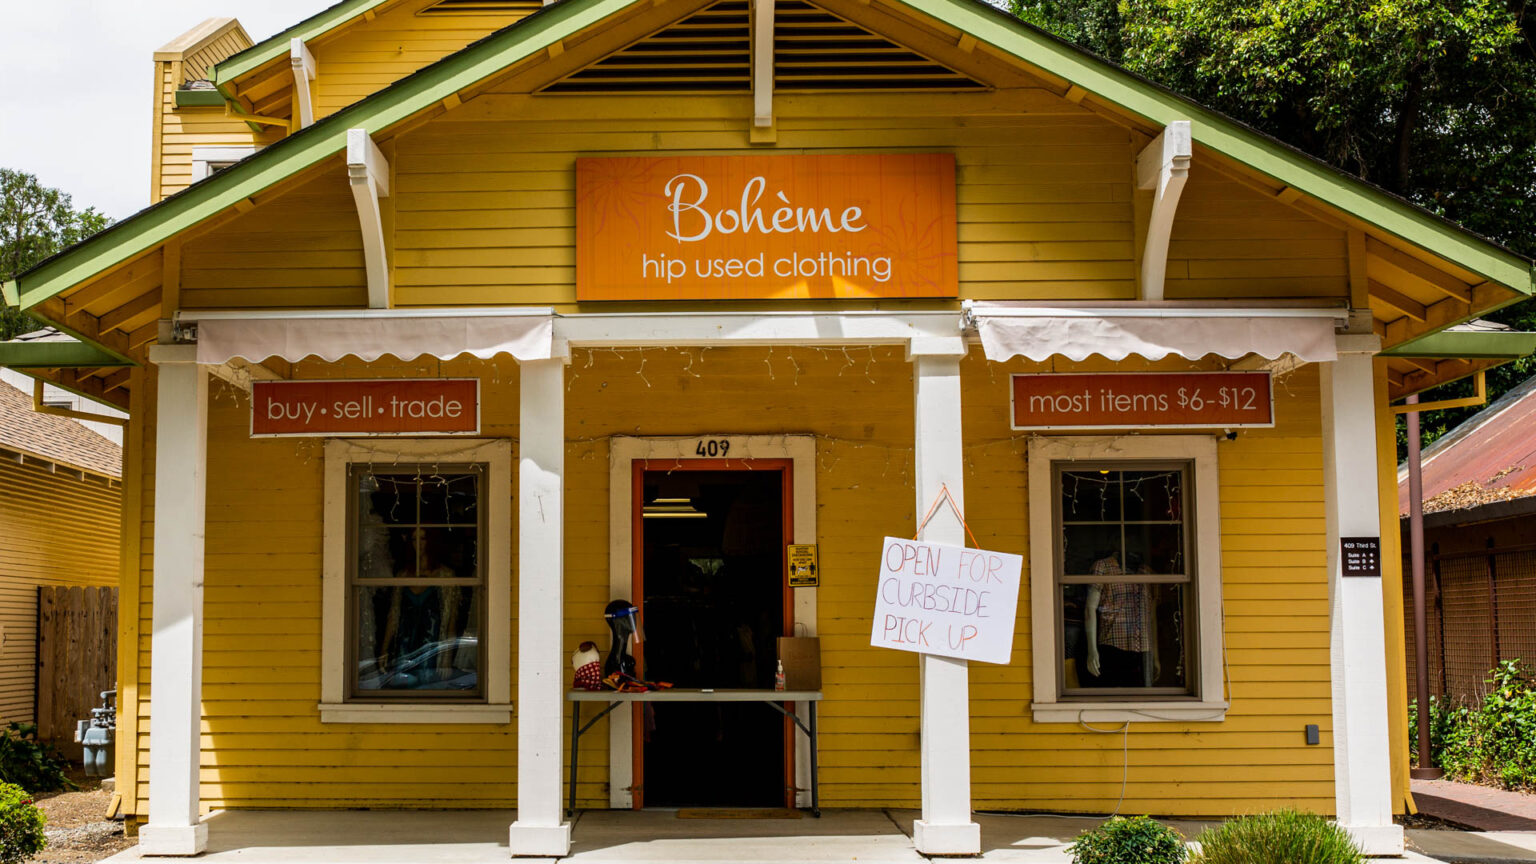 Bohème
hip used clothing
buy • sell • trade
most items $6-$12
409
OPEN FOR
CURBSIDE
PICK UP
409 Third St.
Suite A
Suite B
Suite C